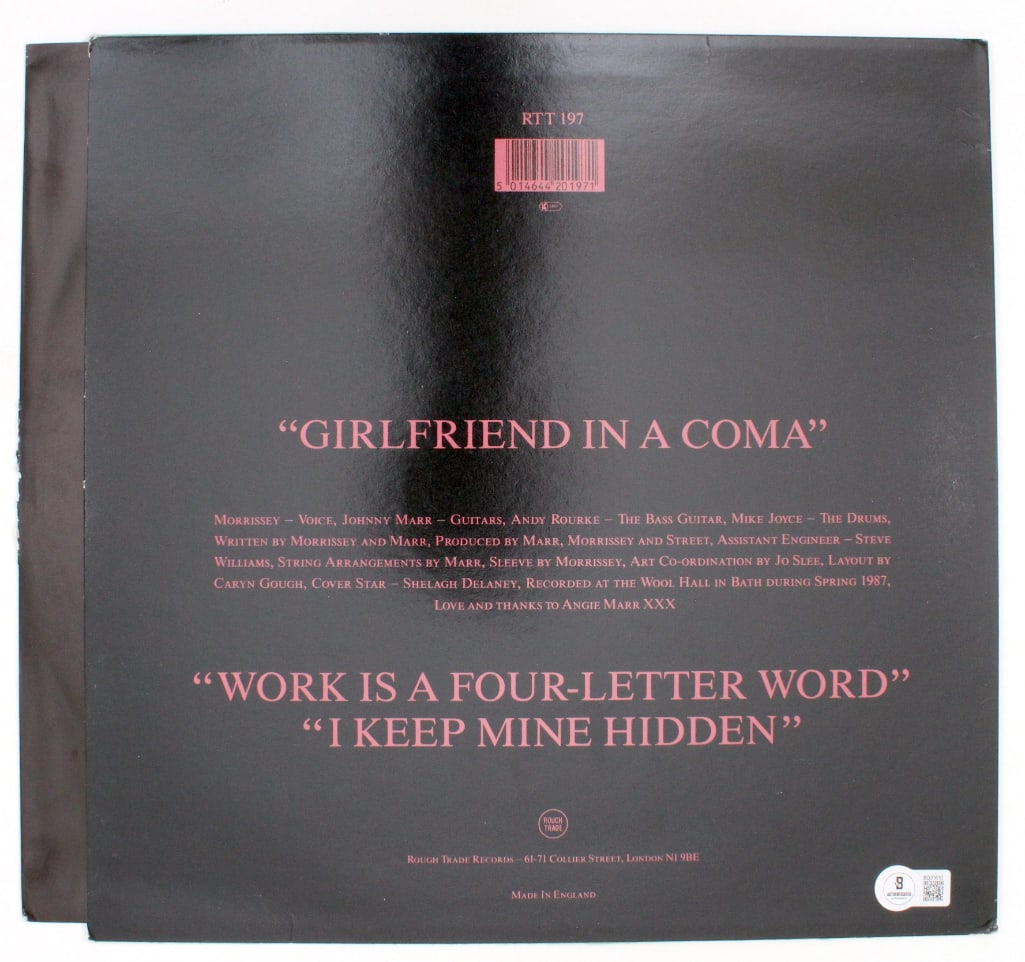 RTT 197
5 014644 201971
“GIRLFRIEND IN A COMA”
MORRISSEY – VOICE, JOHNNY MARR – GUITARS, ANDY ROURKE – THE BASS GUITAR, MIKE JOYCE – THE DRUMS,
WRITTEN BY MORRISSEY AND MARR, PRODUCED BY MARR, MORRISSEY AND STREET, ASSISTANT ENGINEER – STEVE
WILLIAMS, STRING ARRANGEMENTS BY MARR, SLEEVE BY MORRISSEY, ART CO-ORDINATION BY JO SLEE, LAYOUT BY
CARYN GOUGH, COVER STAR – SHELAGH DELANEY, RECORDED AT THE WOOL HALL IN BATH DURING SPRING 1987,
LOVE AND THANKS TO ANGIE MARR XXX
“WORK IS A FOUR-LETTER WORD”
“I KEEP MINE HIDDEN”
ROUGH
TRADE
ROUGH TRADE RECORDS – 61-71 COLLIER STREET, LONDON N1 9BE
MADE IN ENGLAND